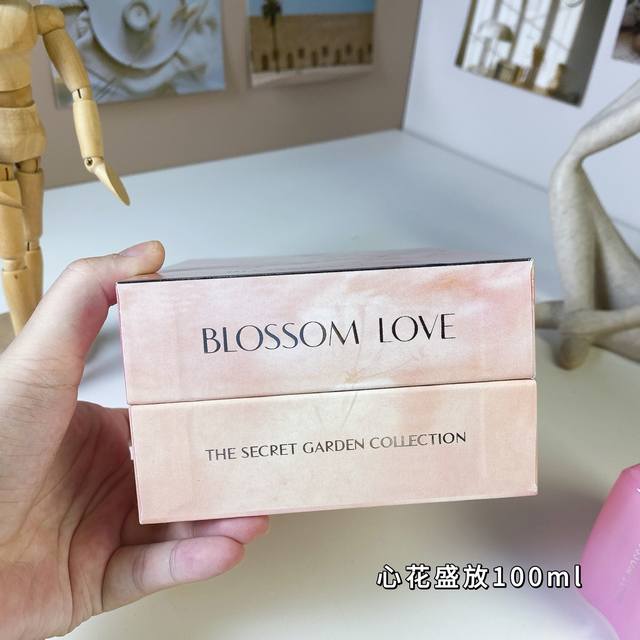 BLOSSOM LOVE
THE SECRET GARDEN COLLECTION
心花盛放100ml